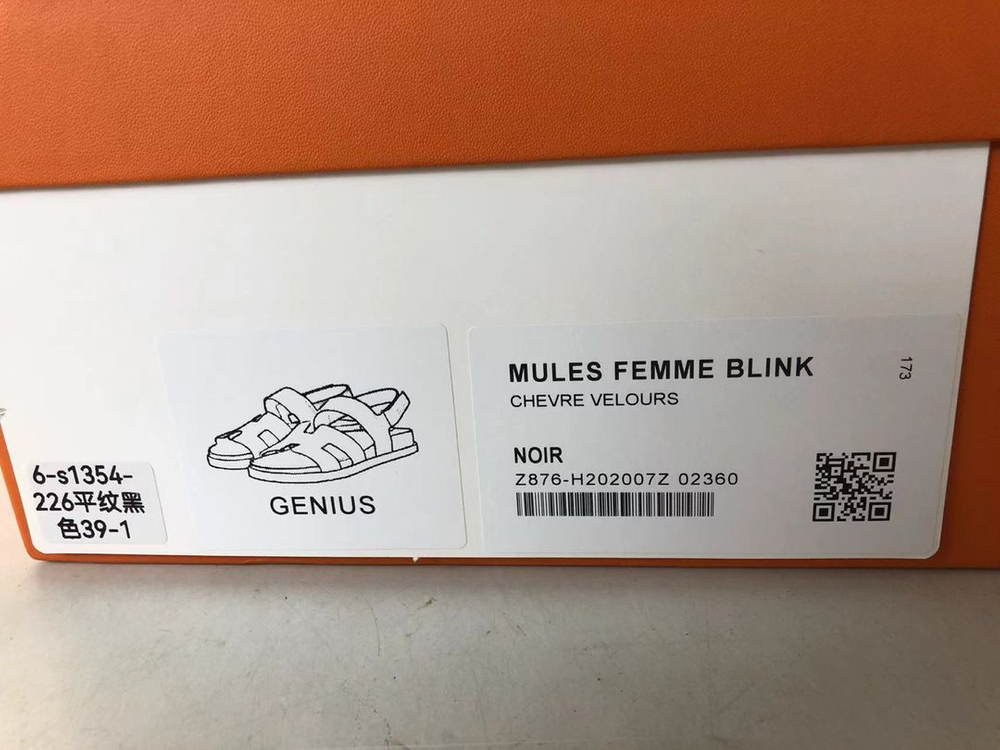 6-s1354-
226平纹黑
色39-1
GENIUS
MULES FEMME BLINK
CHEVRE VELOURS
NOIR
Z876-H202007Z 02360
173